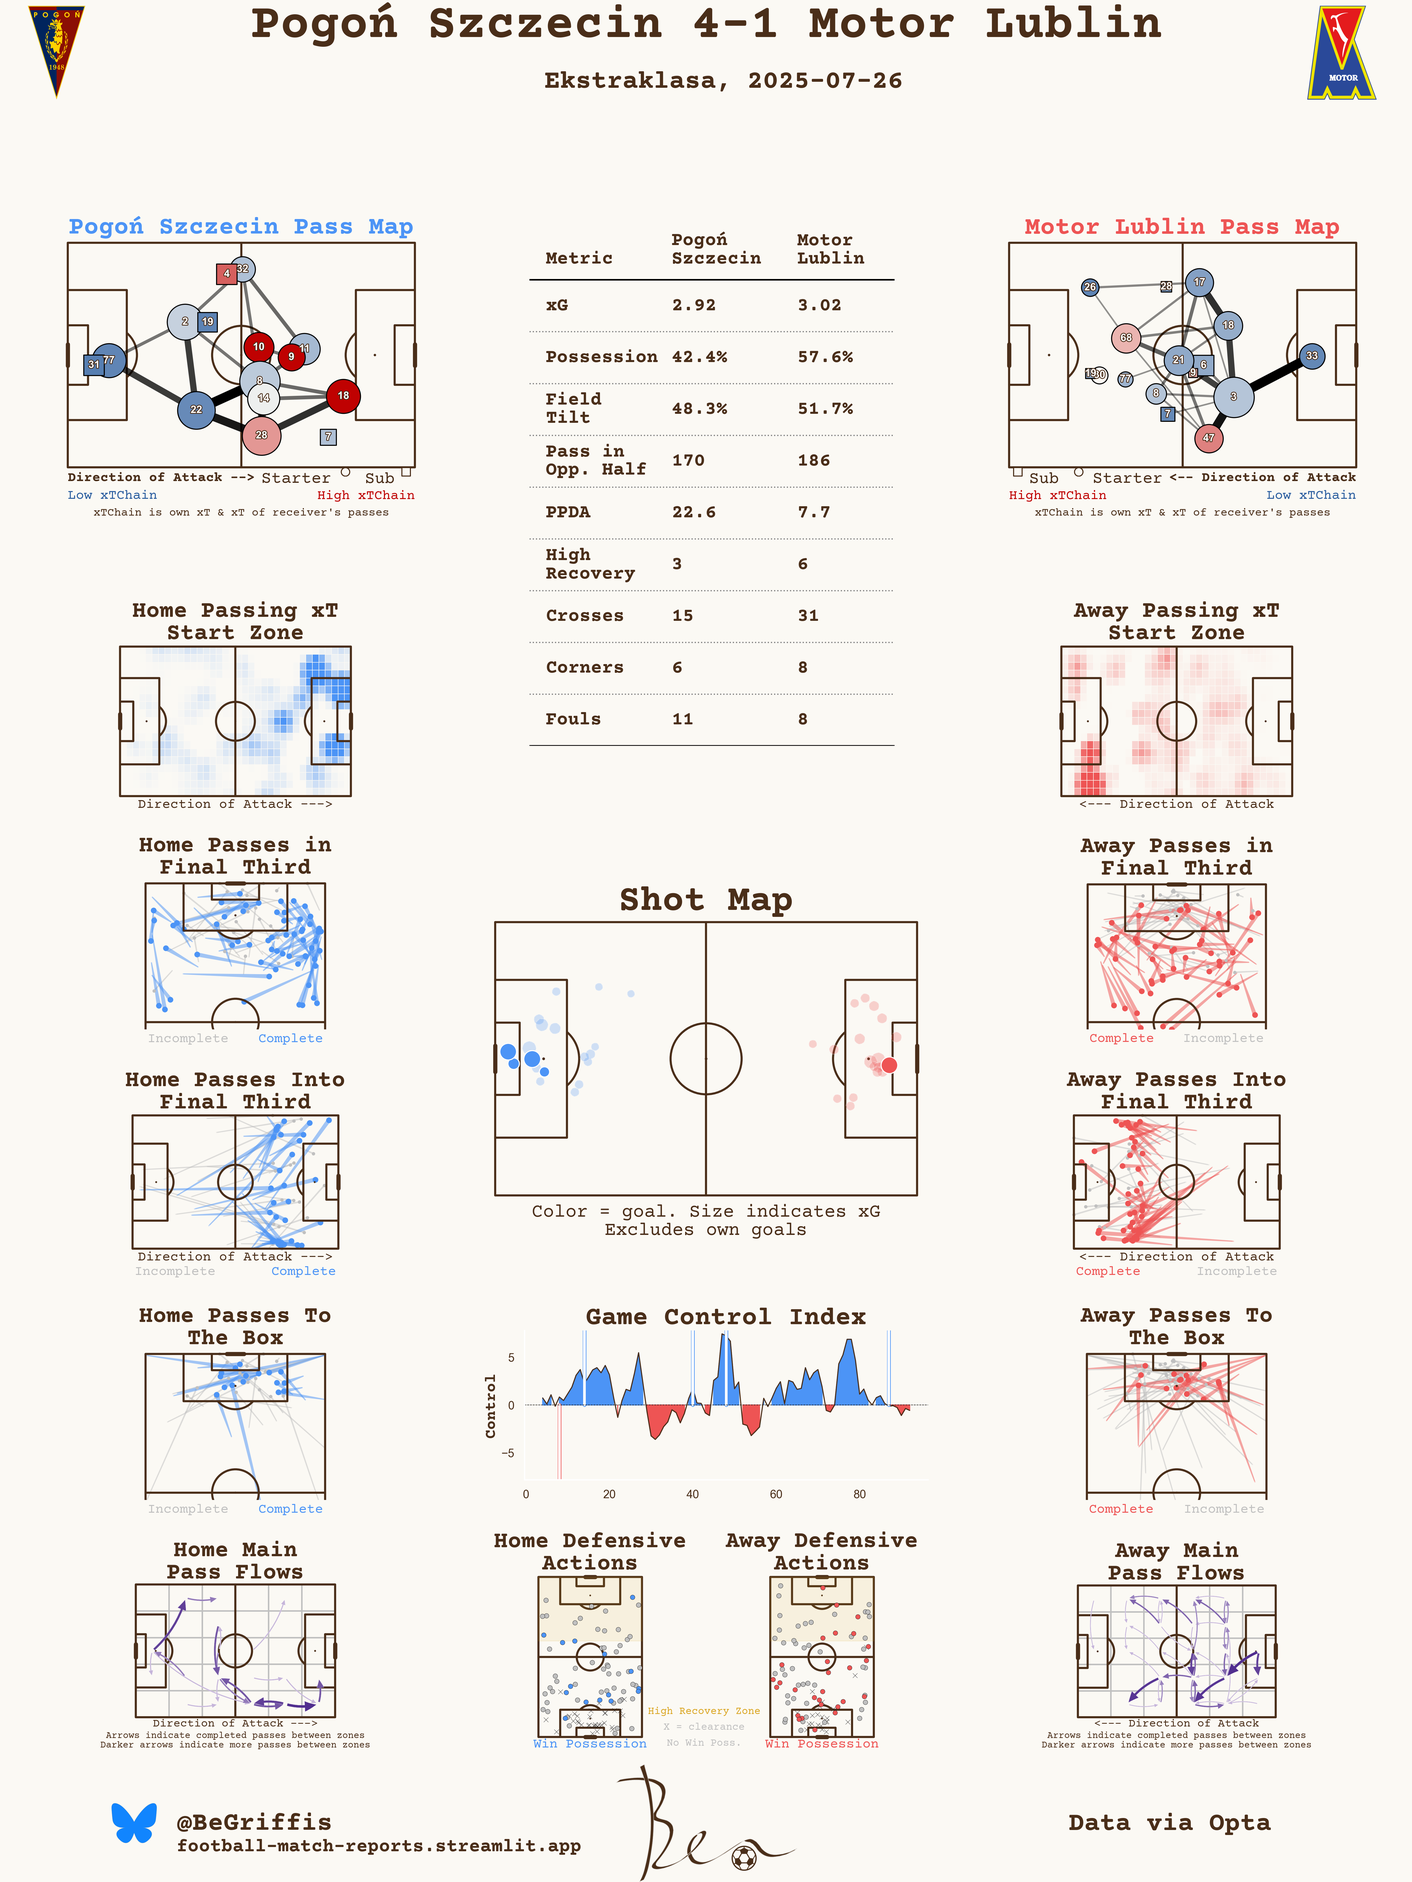 Pogoń Szczecin 4-1 Motor Lublin
Ekstraklasa, 2025-07-26
POGOŃ
1948
MOTOR
Pogoń Szczecin Pass Map
4
32
2
19
10
11
9
31
77
8
14
18
22
28
7
Direction of Attack --> Starter Sub
Low xTChain High xTChain
xTChain is own xT & xT of receiver's passes
Metric Pogoń Szczecin Motor Lublin
xG 2.92 3.02
Possession 42.4% 57.6%
Field Tilt 48.3% 51.7%
Pass in Opp. Half 170 186
PPDA 22.6 7.7
High Recovery 3 6
Crosses 15 31
Corners 6 8
Fouls 11 8
Motor Lublin Pass Map
26
28
17
18
68
21
6
33
19
77
9
8
3
7
47
Sub Starter <-- Direction of Attack
High xTChain Low xTChain
xTChain is own xT & xT of receiver's passes
Home Passing xT
Start Zone
Direction of Attack --->
Away Passing xT
Start Zone
<--- Direction of Attack
Home Passes in
Final Third
Incomplete Complete
Away Passes in
Final Third
Complete Incomplete
Shot Map
Color = goal. Size indicates xG
Excludes own goals
Home Passes Into
Final Third
Direction of Attack --->
Incomplete Complete
Away Passes Into
Final Third
<--- Direction of Attack
Complete Incomplete
Home Passes To
The Box
Incomplete Complete
Game Control Index
Control
5
0
−5
0 20 40 60 80
Away Passes To
The Box
Complete Incomplete
Home Main
Pass Flows
Direction of Attack --->
Arrows indicate completed passes between zones
Darker arrows indicate more passes between zones
Home Defensive
Actions
Win Possession
Away Defensive
Actions
Win Possession
High Recovery Zone
X = clearance
No Win Poss.
Away Main
Pass Flows
<--- Direction of Attack
Arrows indicate completed passes between zones
Darker arrows indicate more passes between zones
@BeGriffis
football-match-reports.streamlit.app
Ben
Data via Opta